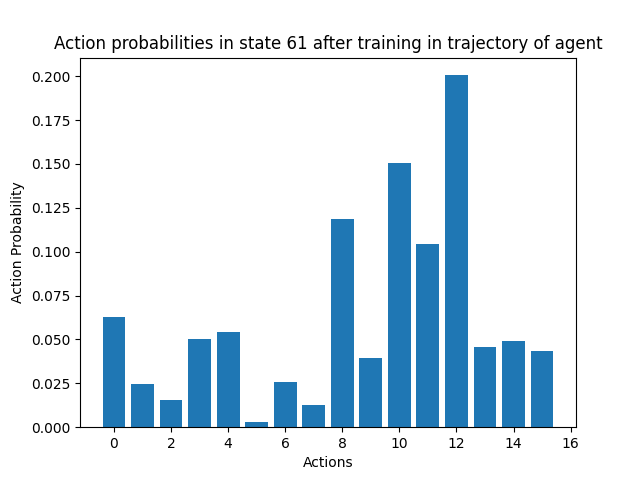 Action probabilities in state 61 after training in trajectory of agent
0.200
0.175
0.150
0.125
0.100
0.075
0.050
0.025
0.000
Action Probability
0 2 4 6 8 10 12 14 16
Actions